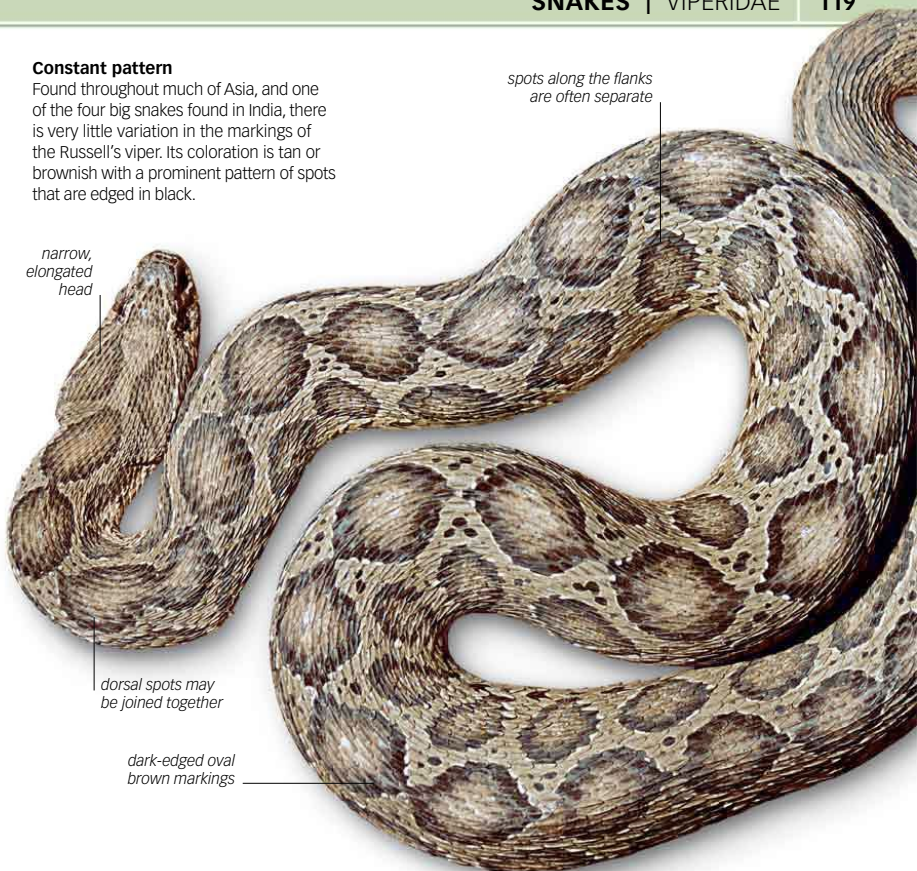 SNAKES | VIPERIDAE 119
Constant pattern
Found throughout much of Asia, and one
of the four big snakes found in India, there
is very little variation in the markings of
the Russell's viper. Its coloration is tan or
brownish with a prominent pattern of spots
that are edged in black.
spots along the flanks
are often separate
narrow,
elongated
head
dorsal spots may
be joined together
dark-edged oval
brown markings